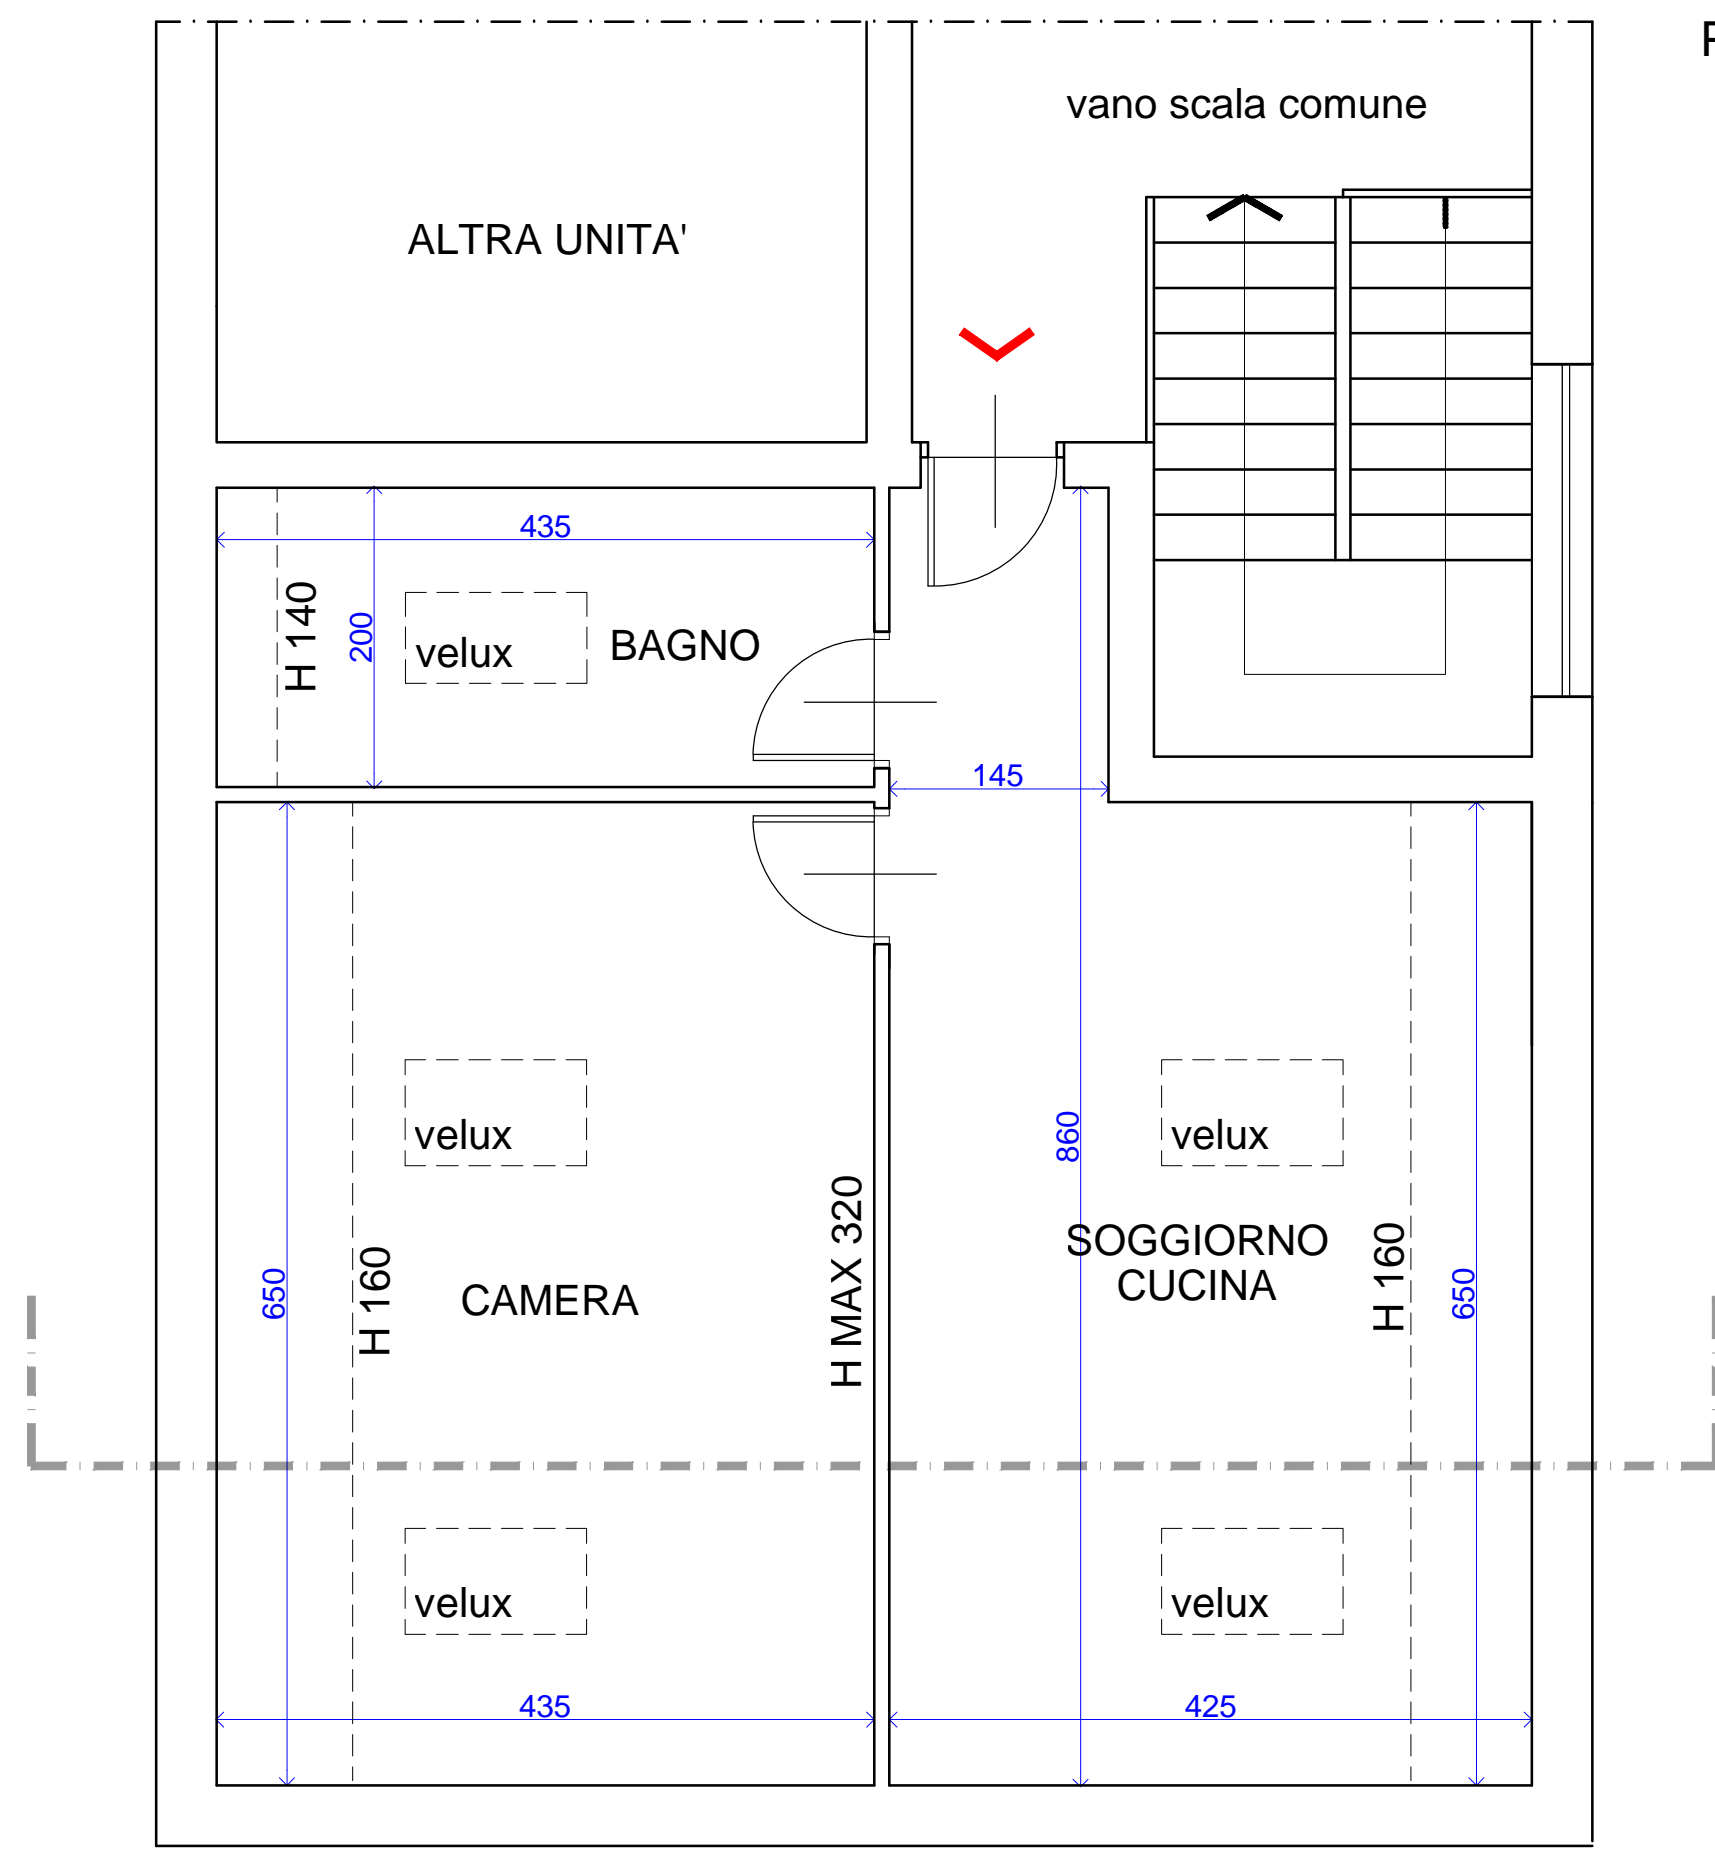 P
vano scala comune
ALTRA UNITA'
435
H 140
200
velux
BAGNO
145
velux
velux
860
H MAX 320
SOGGIORNO
CUCINA
H 160
650
H 160
CAMERA
650
velux
velux
435
425